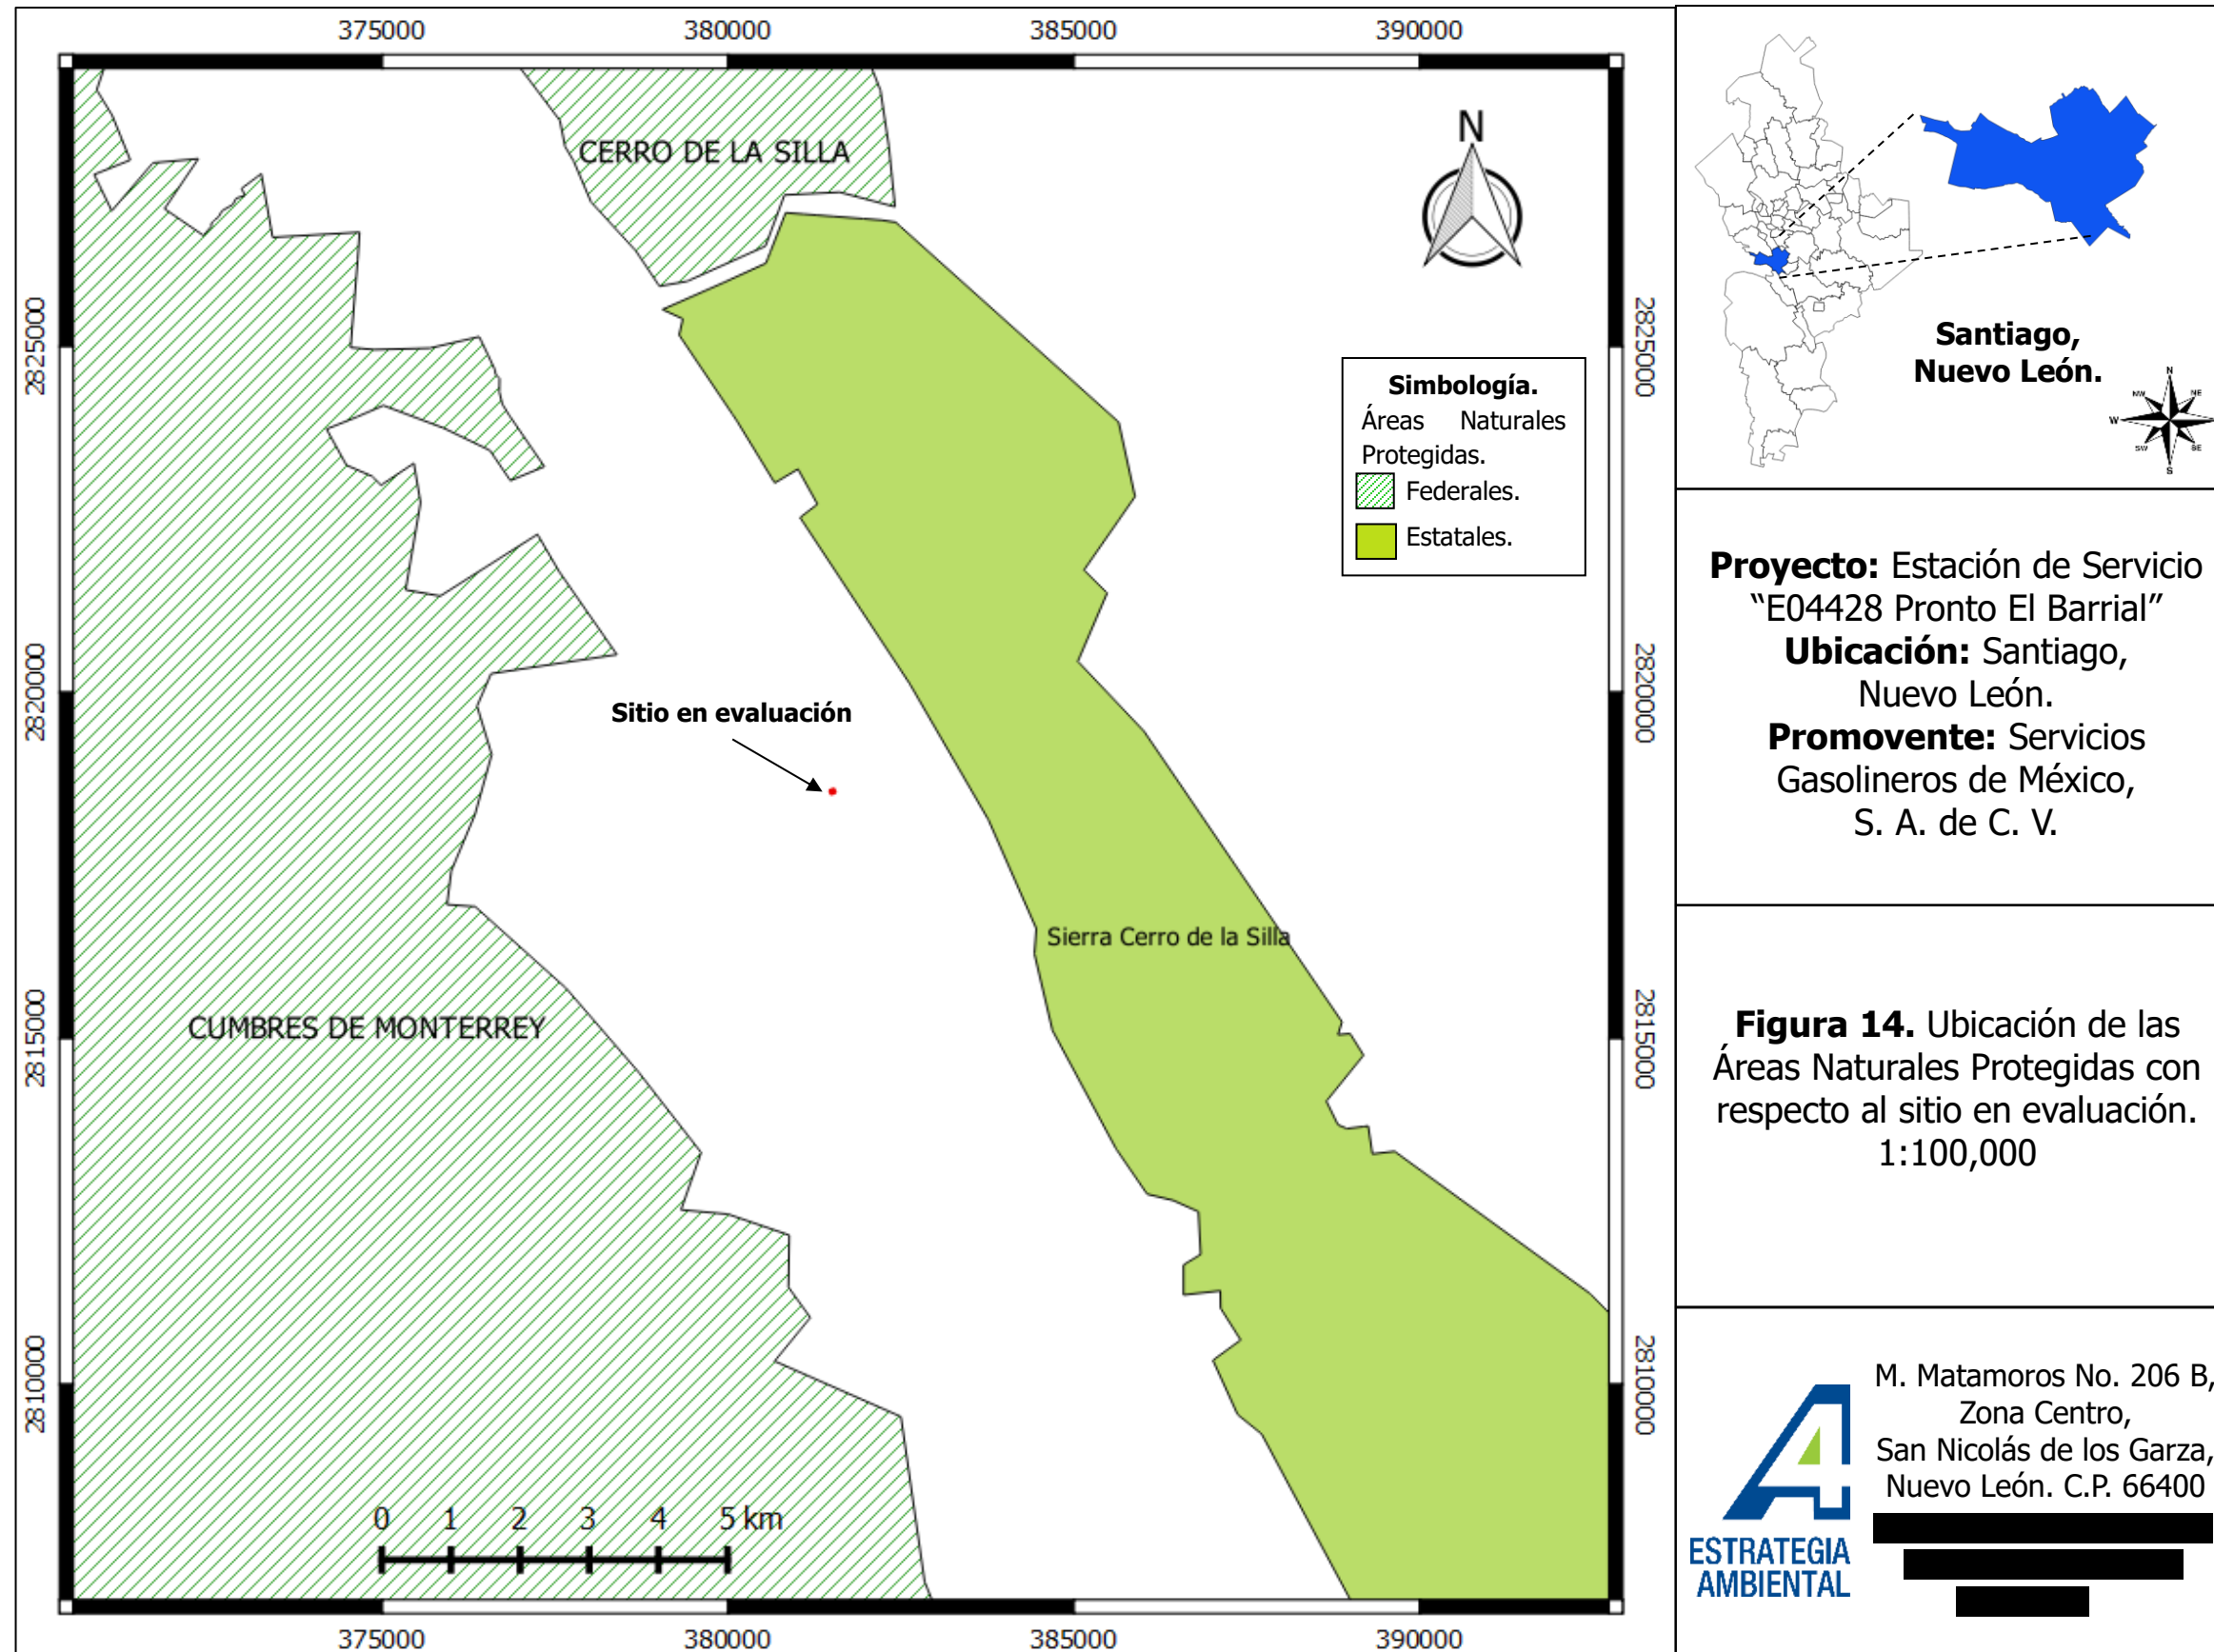 375000
380000
385000
390000
CERRO DE LA SILLA
N
2825000
2825000
2820000
2820000
2815000
2815000
2810000
2810000
Simbología.
Áreas Naturales
Protegidas.
Federales.
Estatales.
Sitio en evaluación
Sierra Cerro de la Silla
CUMBRES DE MONTERREY
0 1 2 3 4 5 km
375000
380000
385000
390000
Santiago,
Nuevo León.
N
NW NE
W
SW SE
S
Proyecto: Estación de Servicio
“E04428 Pronto El Barrial”
Ubicación: Santiago,
Nuevo León.
Promovente: Servicios
Gasolineros de México,
S. A. de C. V.
Figura 14. Ubicación de las
Áreas Naturales Protegidas con
respecto al sitio en evaluación.
1:100,000
ESTRATEGIA
AMBIENTAL
M. Matamoros No. 206 B,
Zona Centro,
San Nicolás de los Garza,
Nuevo León. C.P. 66400